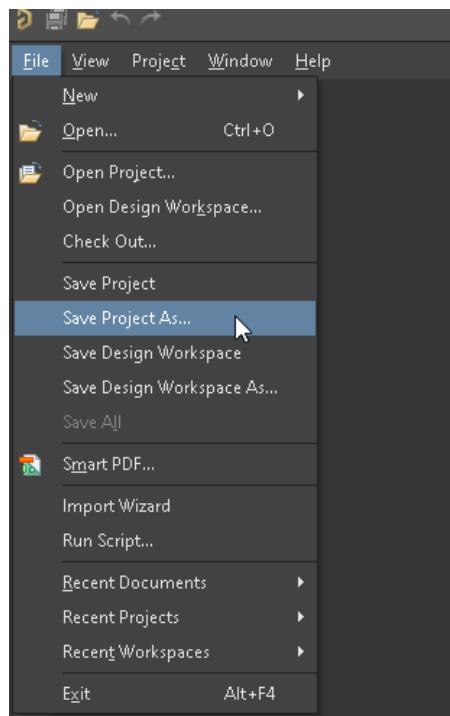 File View Project Window Help
New
Open... Ctrl+O
Open Project...
Open Design Workspace...
Check Out...
Save Project
Save Project As...
Save Design Workspace
Save Design Workspace As...
Save All
Smart PDF...
Import Wizard
Run Script...
Recent Documents
Recent Projects
Recent Workspaces
Exit Alt+F4